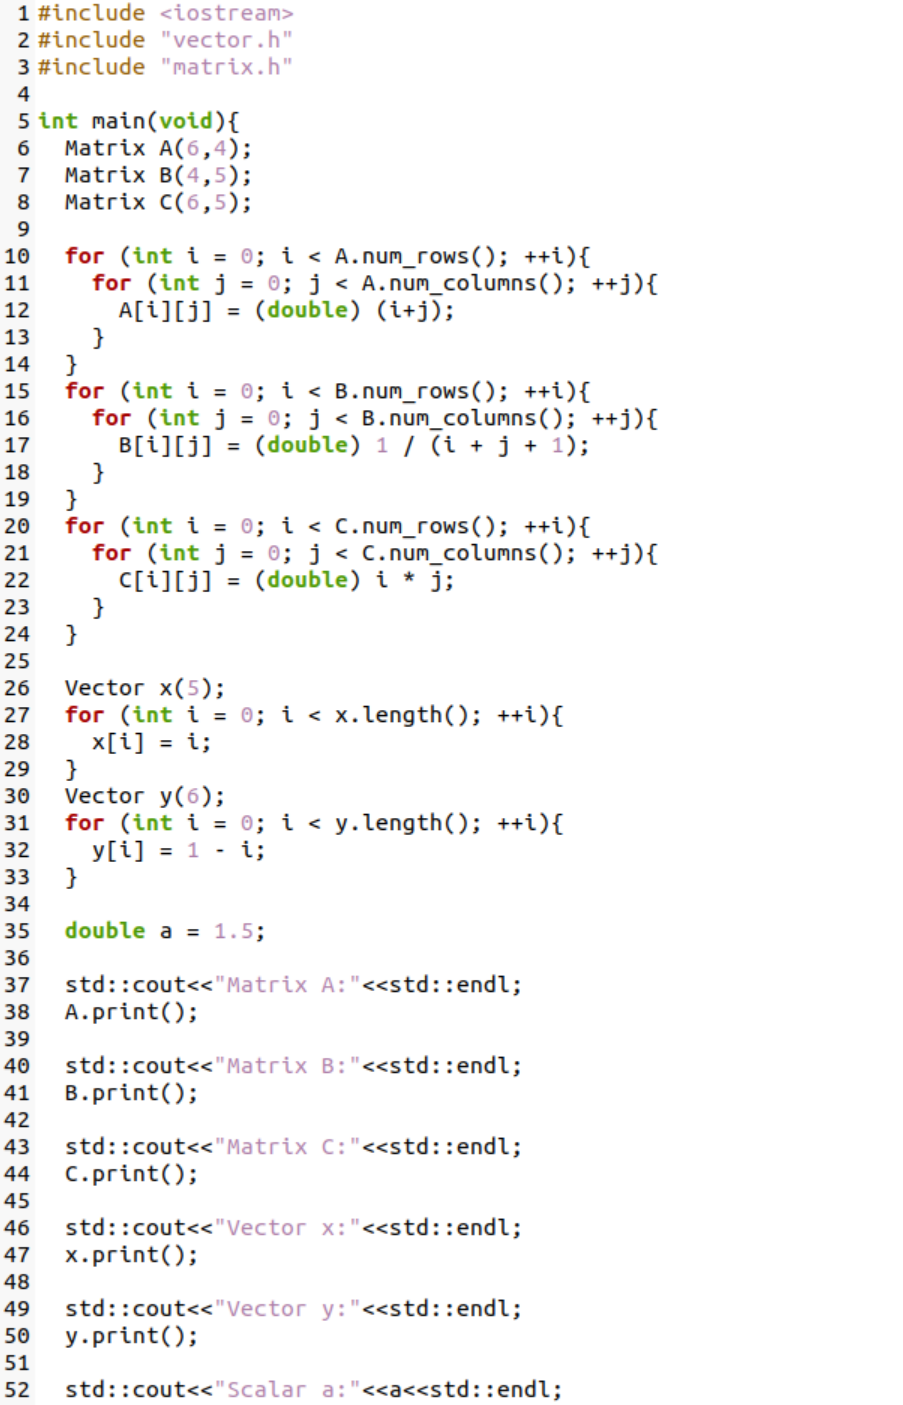 1 #include <iostream>
2 #include "vector.h"
3 #include "matrix.h"
4
5 int main(void){
6   Matrix A(6,4);
7   Matrix B(4,5);
8   Matrix C(6,5);
9
10   for (int i = 0; i < A.num_rows(); ++i){
11     for (int j = 0; j < A.num_columns(); ++j){
12       A[i][j] = (double) (i+j);
13     }
14   }
15   for (int i = 0; i < B.num_rows(); ++i){
16     for (int j = 0; j < B.num_columns(); ++j){
17       B[i][j] = (double) 1 / (i + j + 1);
18     }
19   }
20   for (int i = 0; i < C.num_rows(); ++i){
21     for (int j = 0; j < C.num_columns(); ++j){
22       C[i][j] = (double) i * j;
23     }
24   }
25
26   Vector x(5);
27   for (int i = 0; i < x.length(); ++i){
28     x[i] = i;
29   }
30   Vector y(6);
31   for (int i = 0; i < y.length(); ++i){
32     y[i] = 1 - i;
33   }
34
35   double a = 1.5;
36
37   std::cout<<"Matrix A:"<<std::endl;
38   A.print();
39
40   std::cout<<"Matrix B:"<<std::endl;
41   B.print();
42
43   std::cout<<"Matrix C:"<<std::endl;
44   C.print();
45
46   std::cout<<"Vector x:"<<std::endl;
47   x.print();
48
49   std::cout<<"Vector y:"<<std::endl;
50   y.print();
51
52   std::cout<<"Scalar a:"<<a<<std::endl;